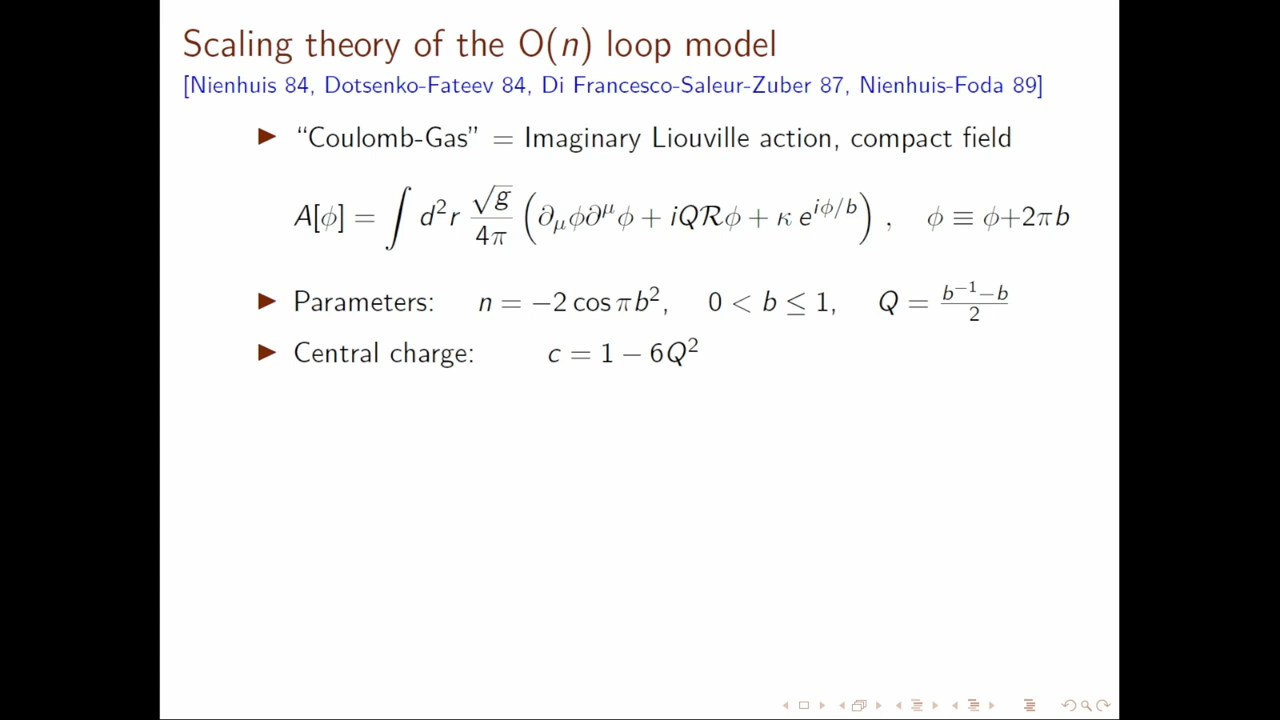 Scaling theory of the O(n) loop model
[Nienhuis 84, Dotsenko-Fateev 84, Di Francesco-Saleur-Zuber 87, Nienhuis-Foda 89]
▶ “Coulomb-Gas” = Imaginary Liouville action, compact field
A[ϕ] = ∫ d²r √g/4π (∂_μϕ∂^μϕ + iQℛϕ + κ e^{iϕ/b}) , ϕ ≡ ϕ+2πb
▶ Parameters: n = −2 cos πb², 0 < b ≤ 1, Q = (b⁻¹−b)/2
▶ Central charge: c = 1 − 6Q²